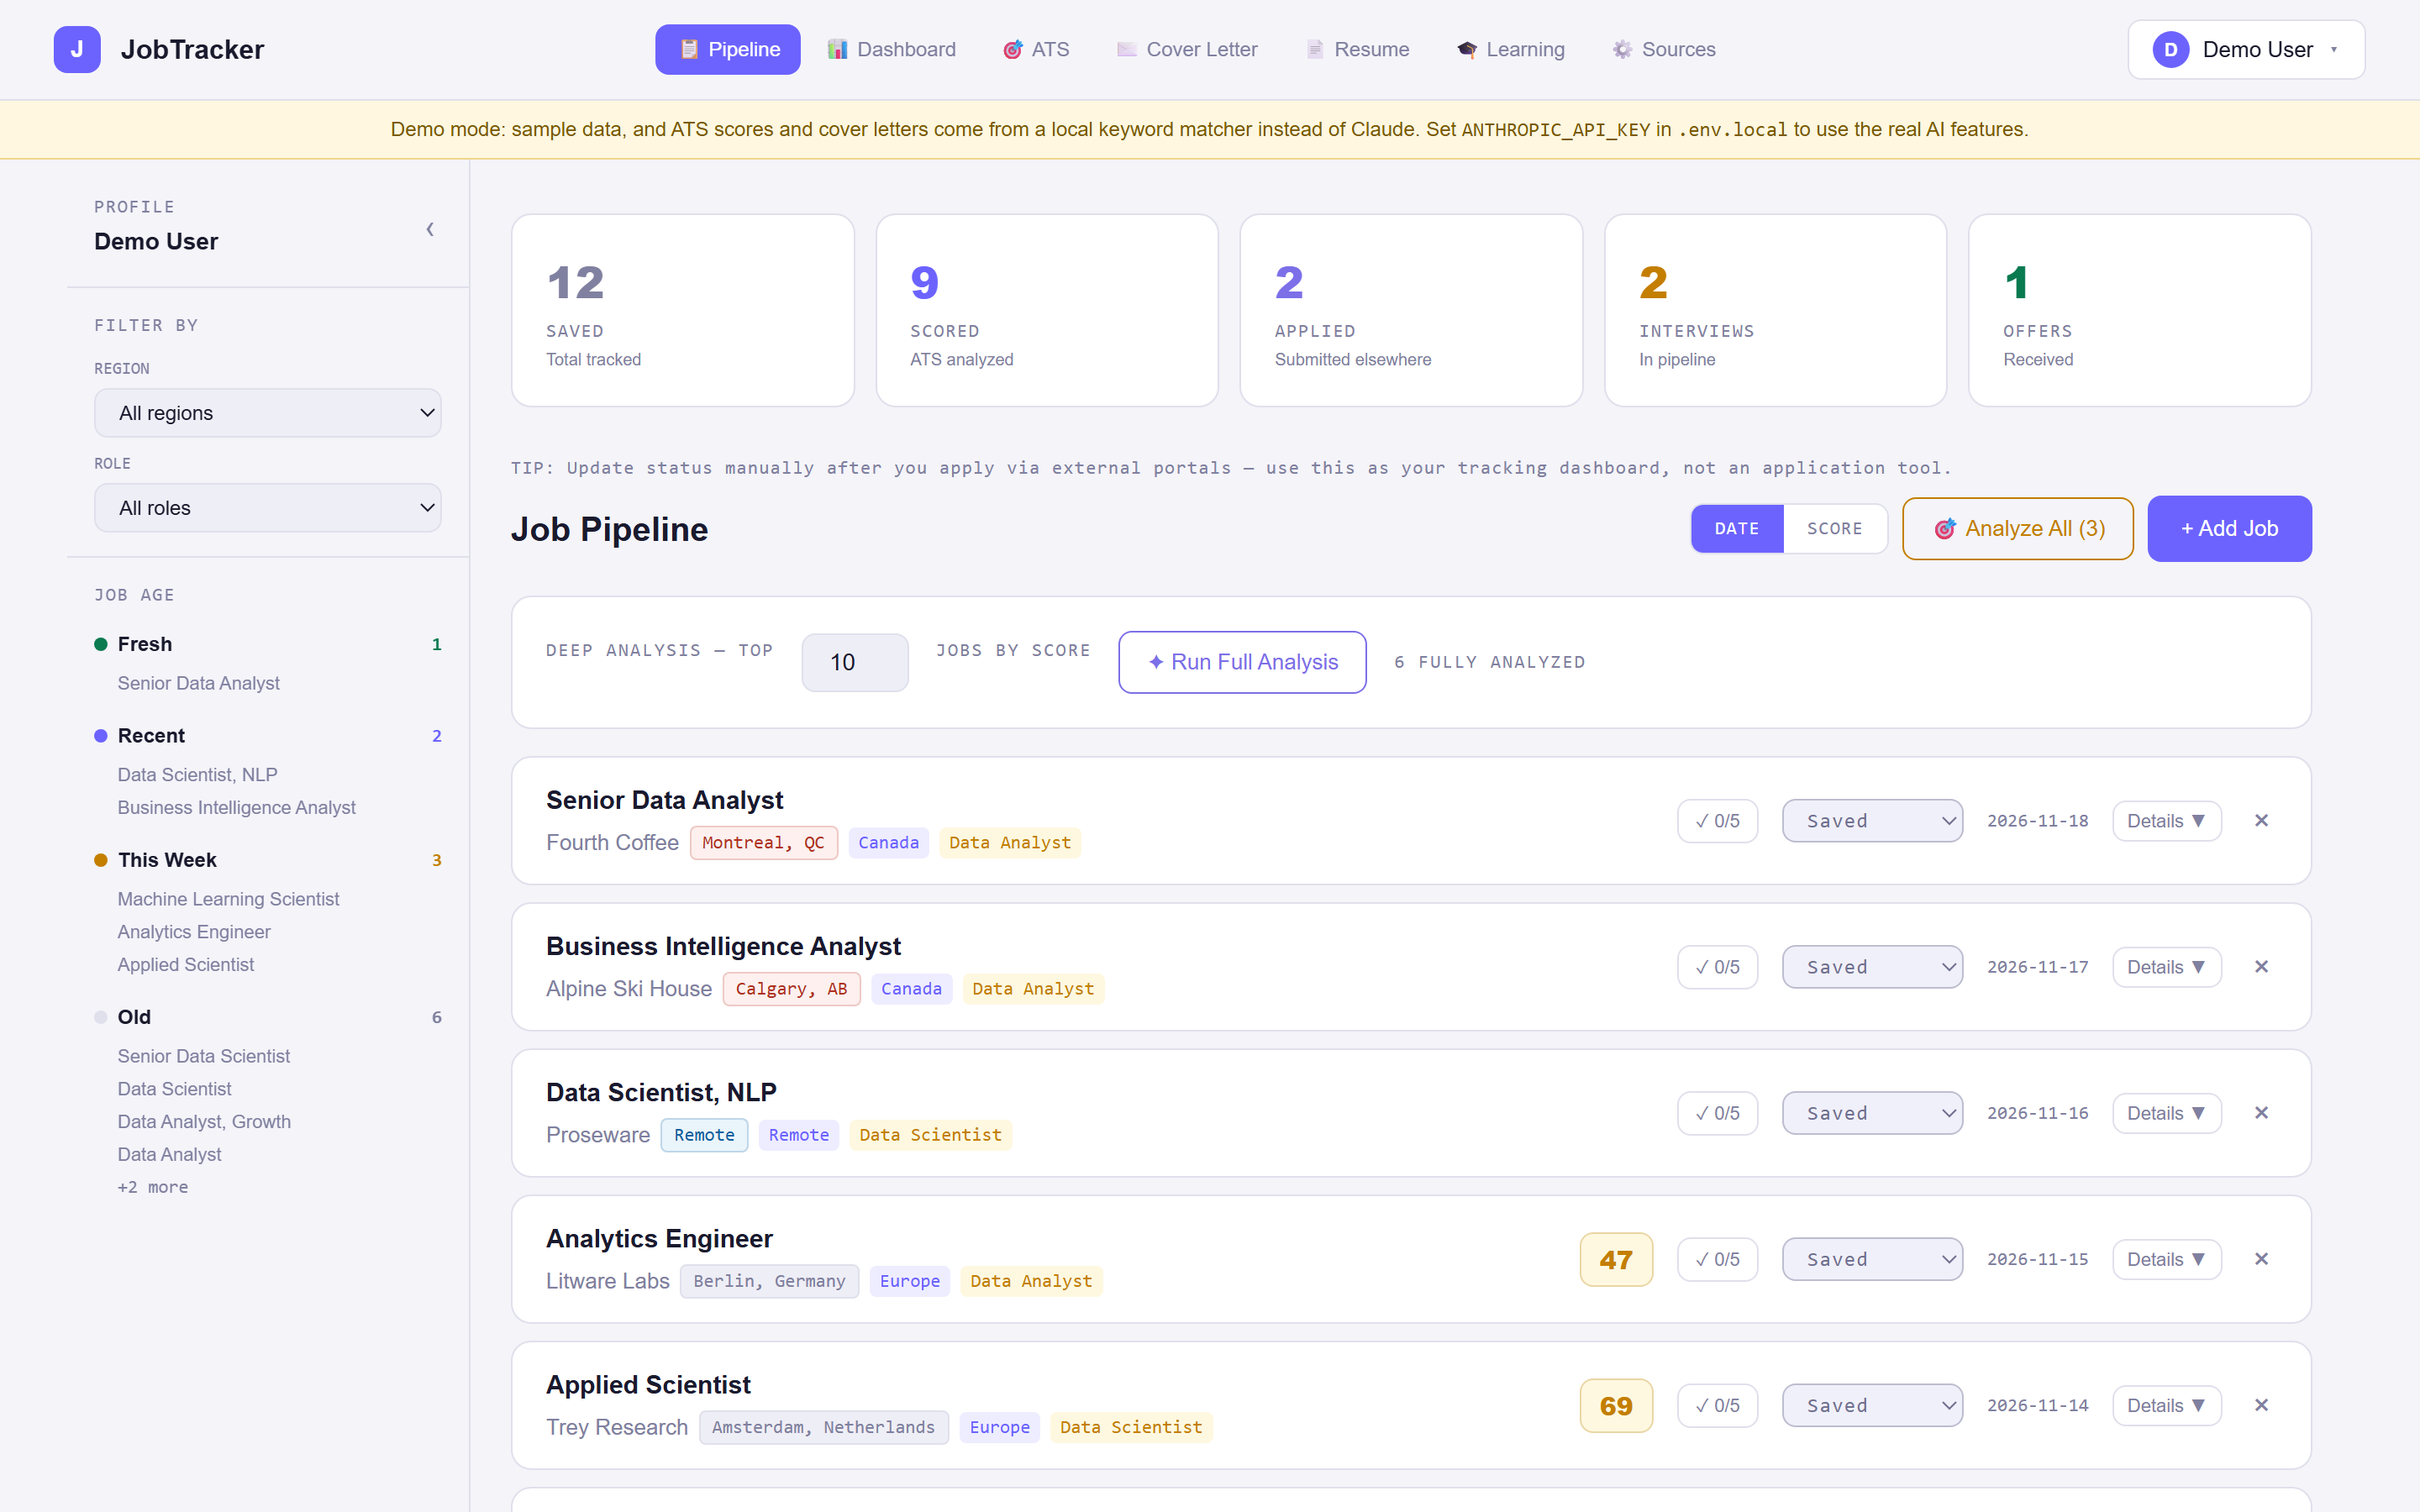 J JobTracker
📋 Pipeline 📊 Dashboard 🎯 ATS ✉️ Cover Letter 📄 Resume 🎓 Learning ⚙️ Sources
D Demo User ▾
Demo mode: sample data, and ATS scores and cover letters come from a local keyword matcher instead of Claude. Set ANTHROPIC_API_KEY in .env.local to use the real AI features.
PROFILE
Demo User
‹
FILTER BY
REGION
All regions
ROLE
All roles
JOB AGE
Fresh 1
Senior Data Analyst
Recent 2
Data Scientist, NLP
Business Intelligence Analyst
This Week 3
Machine Learning Scientist
Analytics Engineer
Applied Scientist
Old 6
Senior Data Scientist
Data Scientist
Data Analyst, Growth
Data Analyst
+2 more
12
SAVED
Total tracked
9
SCORED
ATS analyzed
2
APPLIED
Submitted elsewhere
2
INTERVIEWS
In pipeline
1
OFFERS
Received
TIP: Update status manually after you apply via external portals — use this as your tracking dashboard, not an application tool.
Job Pipeline
DATE SCORE 🎯 Analyze All (3) + Add Job
DEEP ANALYSIS — TOP 10 JOBS BY SCORE ✦ Run Full Analysis 6 FULLY ANALYZED
Senior Data Analyst
Fourth Coffee Montreal, QC Canada Data Analyst
✓ 0/5 Saved 2026-11-18 Details ▼ ✕
Business Intelligence Analyst
Alpine Ski House Calgary, AB Canada Data Analyst
✓ 0/5 Saved 2026-11-17 Details ▼ ✕
Data Scientist, NLP
Proseware Remote Remote Data Scientist
✓ 0/5 Saved 2026-11-16 Details ▼ ✕
Analytics Engineer
Litware Labs Berlin, Germany Europe Data Analyst
47 ✓ 0/5 Saved 2026-11-15 Details ▼ ✕
Applied Scientist
Trey Research Amsterdam, Netherlands Europe Data Scientist
69 ✓ 0/5 Saved 2026-11-14 Details ▼ ✕